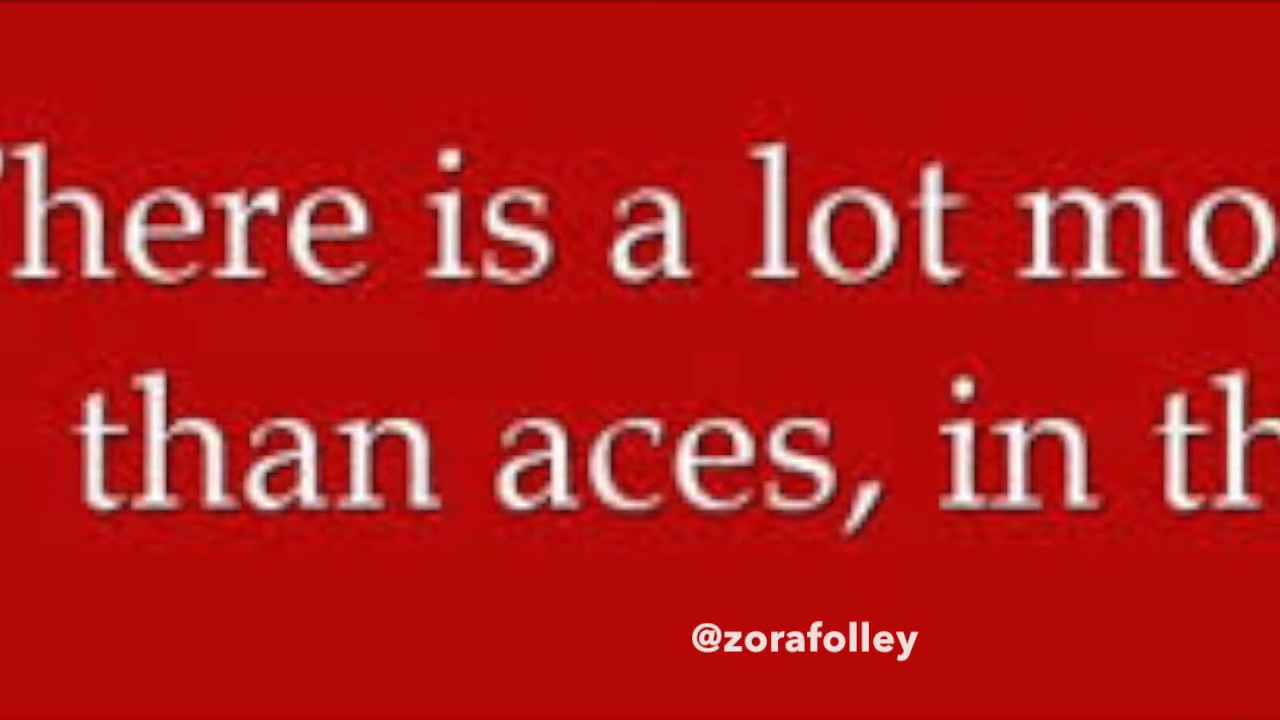 here is a lot mo
than aces, in th
@zorafolley